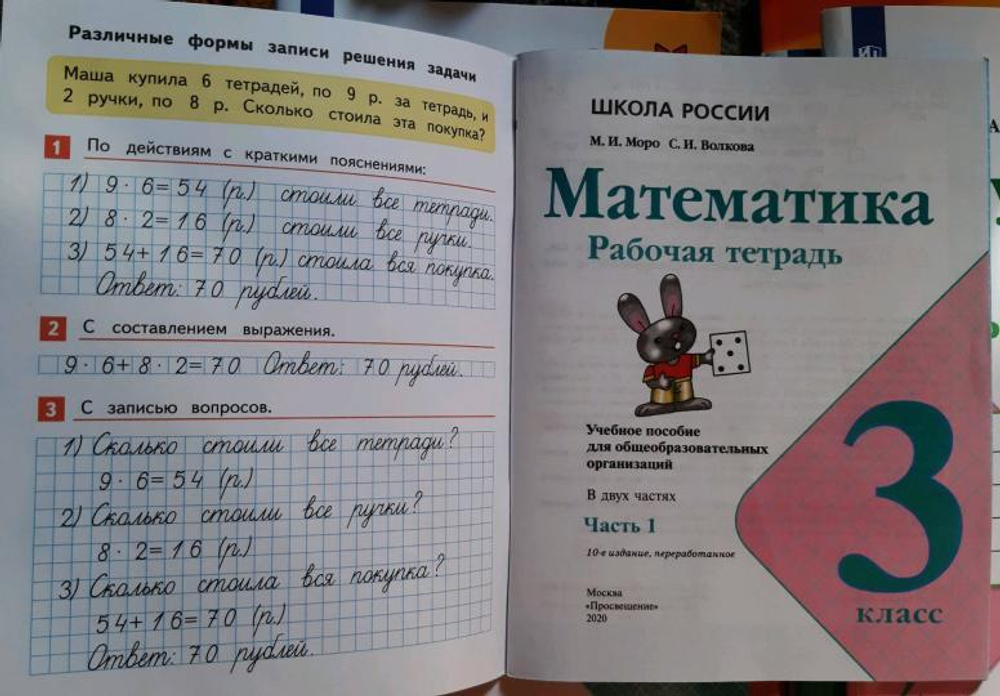 Различные формы записи решения задачи
Маша купила 6 тетрадей, по 9 р. за тетрадь, и
2 ручки, по 8 р. Сколько стоила эта покупка?
1 По действиям с краткими пояснениями:
1) 9 · 6 = 54 (р.) стоили все тетради.
2) 8 · 2 = 16 (р.) стоили все ручки.
3) 54 + 16 = 70 (р.) стоила вся покупка.
Ответ: 70 рублей.
2 С составлением выражения.
9 · 6 + 8 · 2 = 70 Ответ: 70 рублей.
3 С записью вопросов.
1) Сколько стоили все тетради?
9 · 6 = 54 (р.)
2) Сколько стоили все ручки?
8 · 2 = 16 (р.)
3) Сколько стоила вся покупка?
54 + 16 = 70 (р.)
Ответ: 70 рублей.
ШКОЛА РОССИИ
М. И. Моро С. И. Волкова
Математика
Рабочая тетрадь
Учебное пособие
для общеобразовательных
организаций
В двух частях
Часть 1
10-е издание, переработанное
Москва
«Просвещение»
2020
3
класс